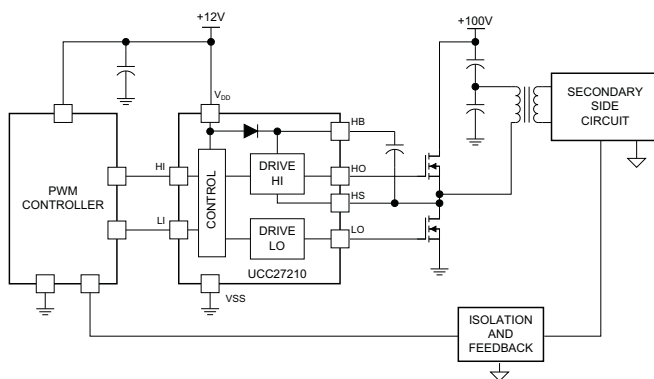 +12V
+100V
VDD
HB
SECONDARY
SIDE
CIRCUIT
HI
DRIVE
HI
HO
PWM
CONTROLLER
CONTROL
HS
LI
DRIVE
LO
LO
UCC27210
VSS
ISOLATION
AND
FEEDBACK